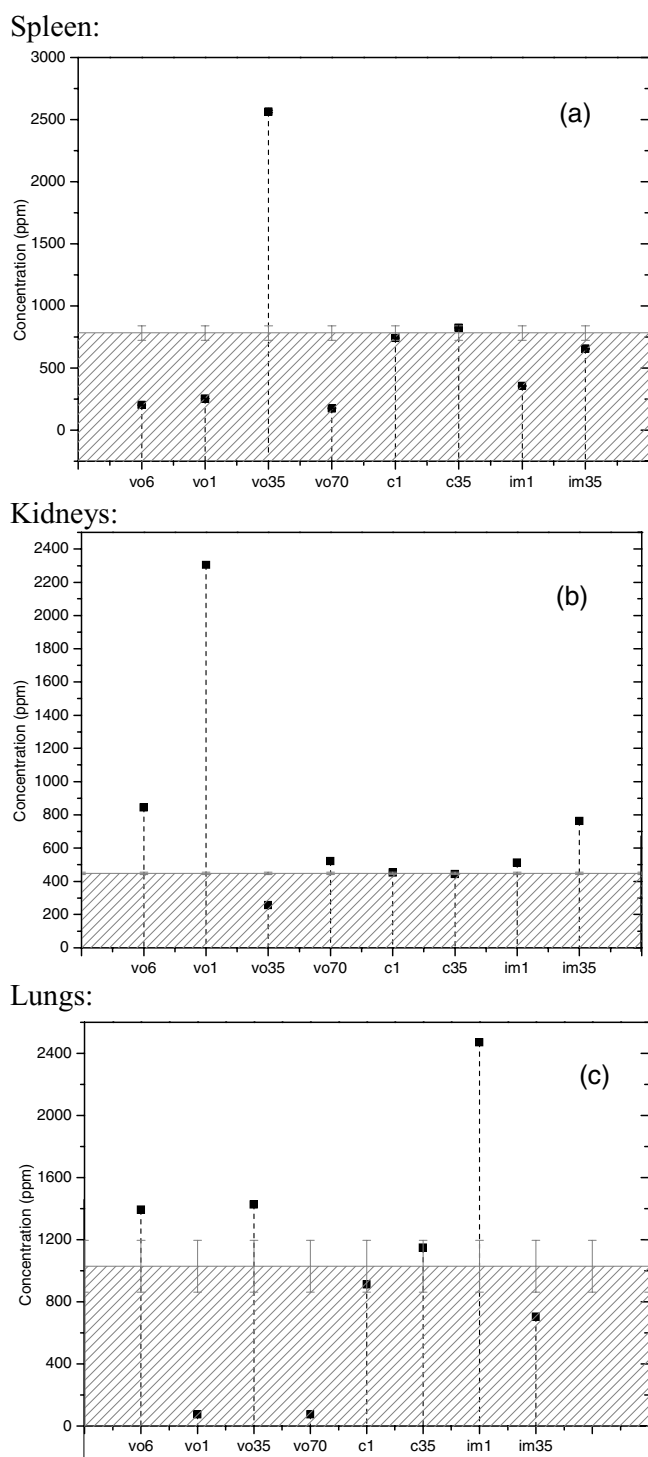 Spleen:
3000
2500
2000
1500
1000
500
0
Concentration (ppm)
(a)
vo6 vo1 vo35 vo70 c1 c35 im1 im35
Kidneys:
2400
2200
2000
1800
1600
1400
1200
1000
800
600
400
200
0
Concentration (ppm)
(b)
vo6 vo1 vo35 vo70 c1 c35 im1 im35
Lungs:
2400
2000
1600
1200
800
400
0
Concentration (ppm)
(c)
vo6 vo1 vo35 vo70 c1 c35 im1 im35